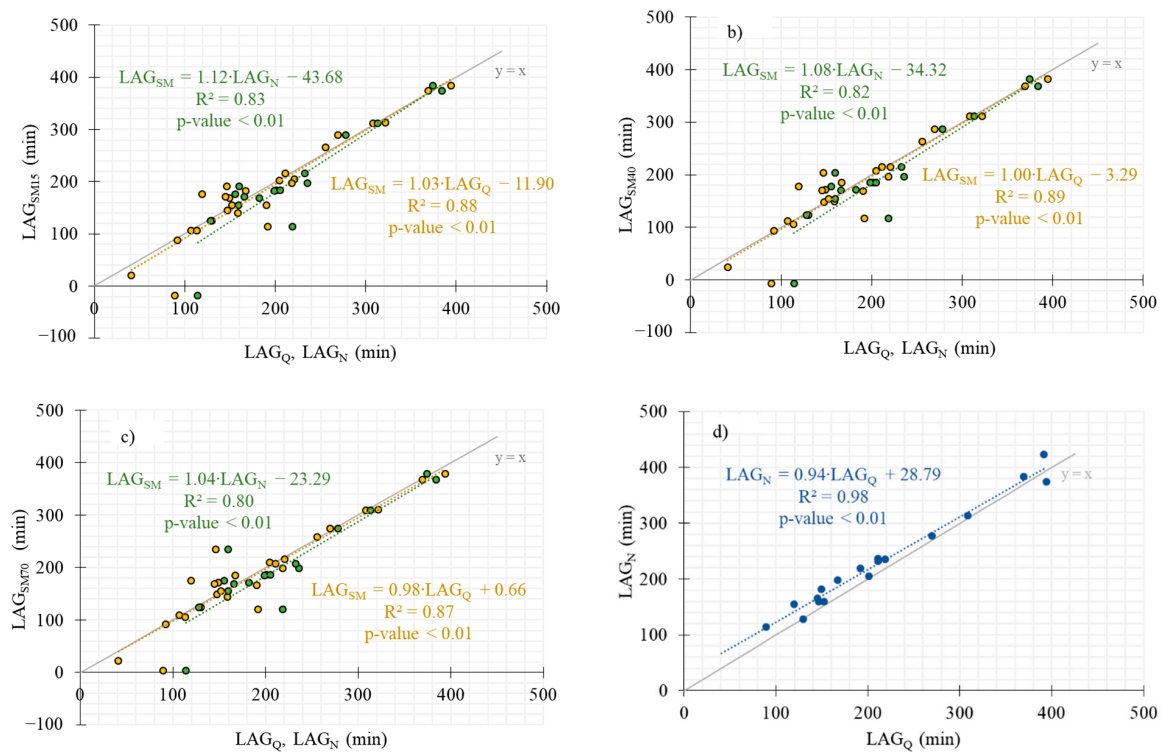 500
400
300
200
100
0
−100
LAG_SM15 (min)
LAG_SM = 1.12·LAG_N − 43.68
R² = 0.83
p-value < 0.01
y = x
LAG_SM = 1.03·LAG_Q − 11.90
R² = 0.88
p-value < 0.01
0 100 200 300 400 500
LAG_Q, LAG_N (min)
b)
500
400
300
200
100
0
−100
LAG_SM40 (min)
LAG_SM = 1.08·LAG_N − 34.32
R² = 0.82
p-value < 0.01
y = x
LAG_SM = 1.00·LAG_Q − 3.29
R² = 0.89
p-value < 0.01
0 100 200 300 400 500
LAG_Q, LAG_N (min)
c)
500
400
300
200
100
0
−100
LAG_SM70 (min)
LAG_SM = 1.04·LAG_N − 23.29
R² = 0.80
p-value < 0.01
y = x
LAG_SM = 0.98·LAG_Q + 0.66
R² = 0.87
p-value < 0.01
0 100 200 300 400 500
LAG_Q, LAG_N (min)
d)
500
400
300
200
100
0
LAG_N (min)
LAG_N = 0.94·LAG_Q + 28.79
R² = 0.98
p-value < 0.01
y = x
0 100 200 300 400 500
LAG_Q (min)